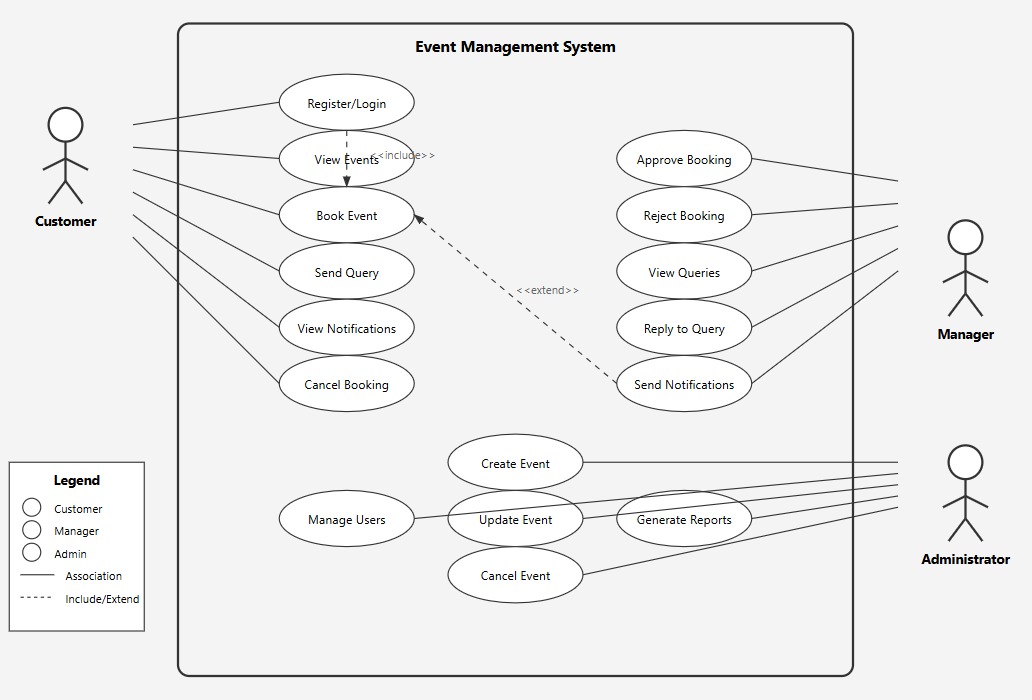 Event Management System
Register/Login
View Events
<<include>>
Book Event
Send Query
View Notifications
Cancel Booking
Customer
Approve Booking
Reject Booking
View Queries
Reply to Query
Send Notifications
<<extend>>
Manager
Create Event
Manage Users
Update Event
Generate Reports
Cancel Event
Administrator
Legend
Customer
Manager
Admin
Association
Include/Extend